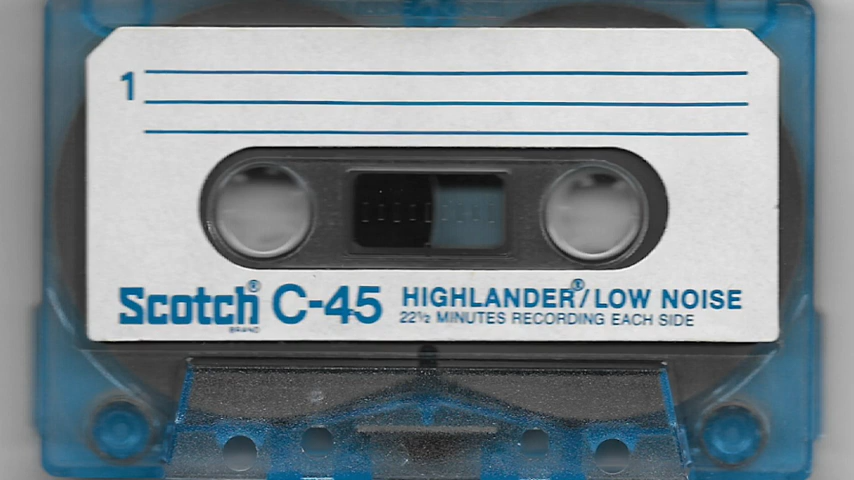 1
Scotch® BRAND C-45 HIGHLANDER®/LOW NOISE
22½ MINUTES RECORDING EACH SIDE